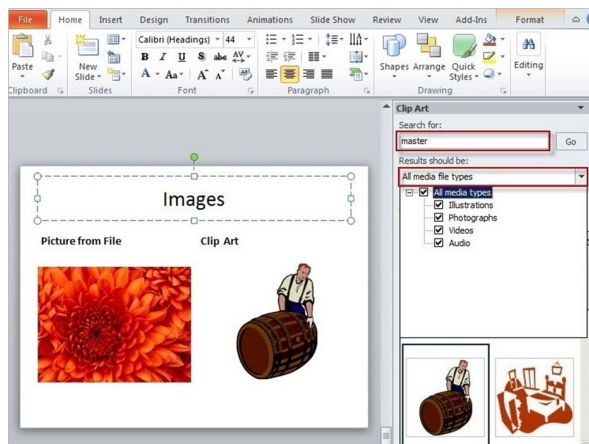 File Home Insert Design Transitions Animations Slide Show Review View Add-Ins Format
Paste
Clipboard
New
Slide
Slides
Calibri (Headings) 44
B I U S abc AV
A Aa A A
Font
Paragraph
Shapes Arrange Quick
Styles
Drawing
Editing
Clip Art
Search for:
master
Go
Results should be:
All media file types
All media types
Illustrations
Photographs
Videos
Audio
Images
Picture from File
Clip Art